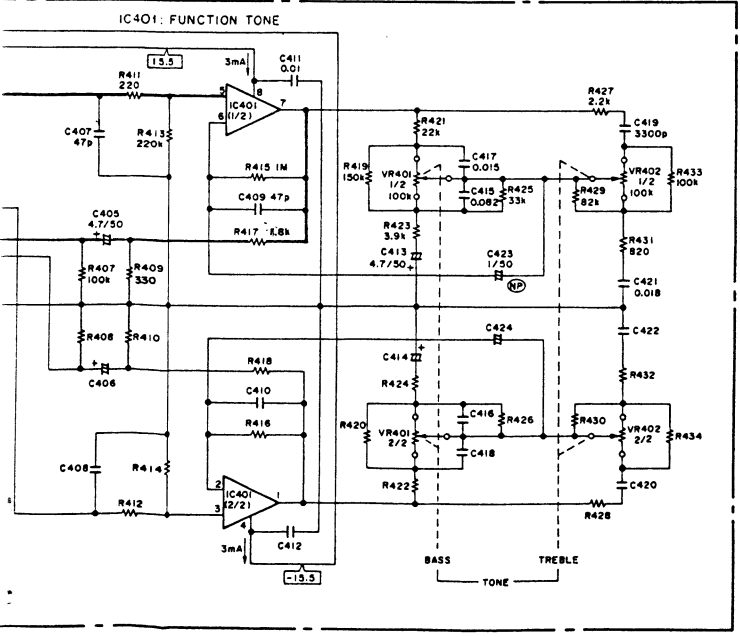 IC401: FUNCTION TONE
15.5
3mA
C411
0.01
R411
220
5
8
7
IC401
(1/2)
6
R427
2.2k
C407
47p
R413
220k
R421
22k
C419
3300p
R415 1M
R419
150k
VR401
1/2
100k
C417
0.015
C415
0.082
R425
33k
R429
82k
VR402
1/2
100k
R433
100k
C409 47p
C405
4.7/50
+
R417
R423
3.9k
R431
820
R407
100k
R409
330
C413
4.7/50
+
C423
1/50
NP
C421
0.018
R408
R410
C424
C422
+
C406
R418
C414
+
R424
R432
C410
R416
R420
VR401
2/2
C416
C418
R426
R430
VR402
2/2
R434
C408
R414
R422
C420
2
1
IC401
(2/2)
3
4
R412
R428
3mA
C412
BASS
TREBLE
-15.5
TONE